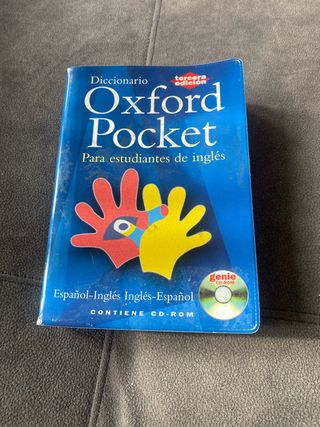 Diccionario
tercera
edición
Oxford
Pocket
Para estudiantes de inglés
genie
CD-ROM
Español-Inglés Inglés-Español
CONTIENE CD-ROM